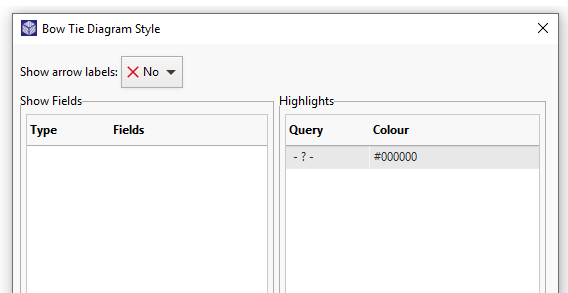 Bow Tie Diagram Style
Show arrow labels: No
Show Fields
Type Fields
Highlights
Query Colour
- ? - #000000